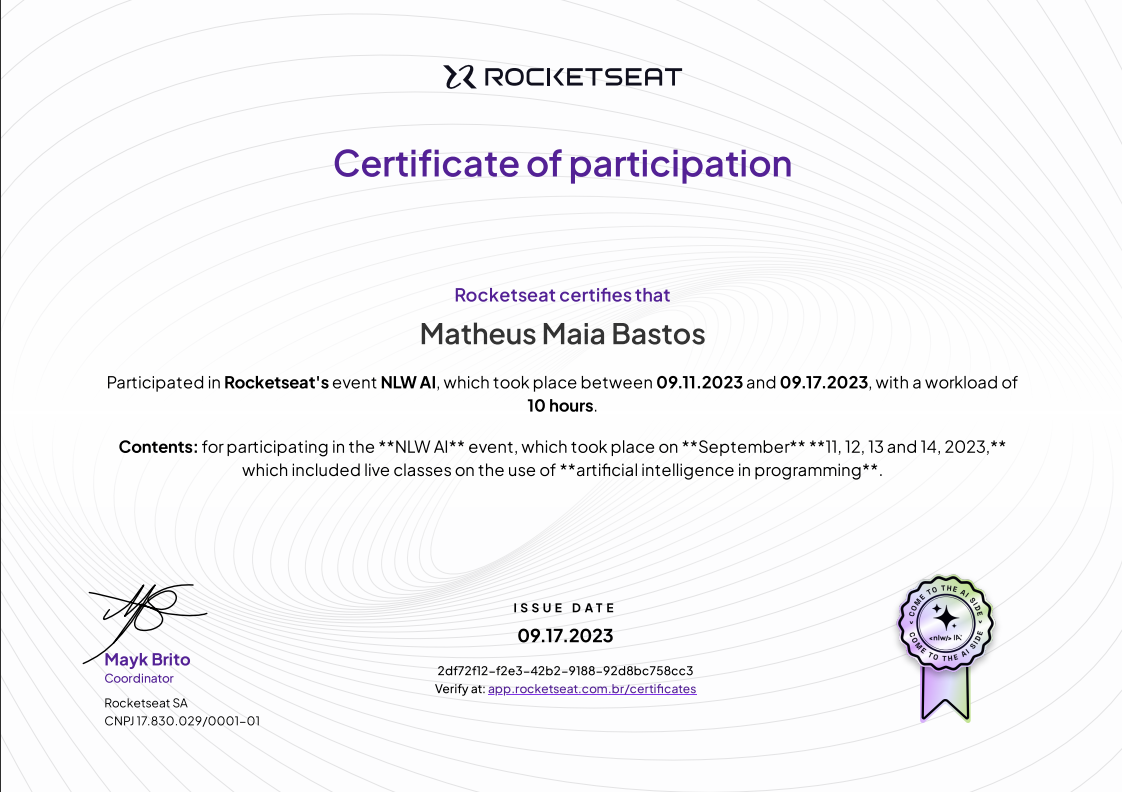 ROCKETSEAT
Certificate of participation
Rocketseat certifies that
Matheus Maia Bastos
Participated in Rocketseat's event NLW AI, which took place between 09.11.2023 and 09.17.2023, with a workload of
10 hours.
Contents: for participating in the **NLW AI** event, which took place on **September** **11, 12, 13 and 14, 2023,**
which included live classes on the use of **artificial intelligence in programming**.
Mayk Brito
Coordinator
Rocketseat SA
CNPJ 17.830.029/0001-01
ISSUE DATE
09.17.2023
2df72f12-f2e3-42b2-9188-92d8bc758cc3
Verify at: app.rocketseat.com.br/certificates
< COME TO THE AI SIDE >
<nlw/> IA
< COME TO THE AI SIDE >